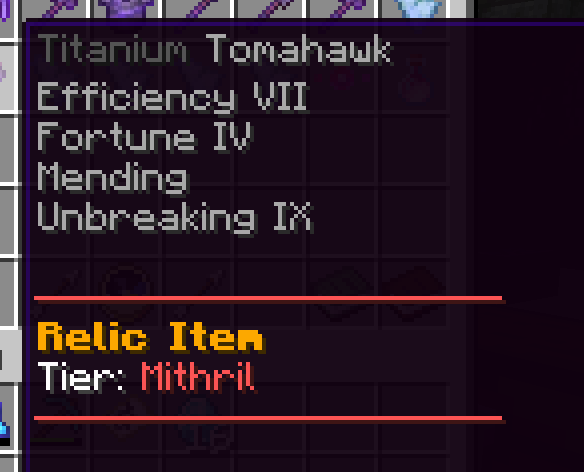 Titanium Tomahawk
Efficiency VII
Fortune IV
Mending
Unbreaking IX
Relic Item
Tier: Mithril